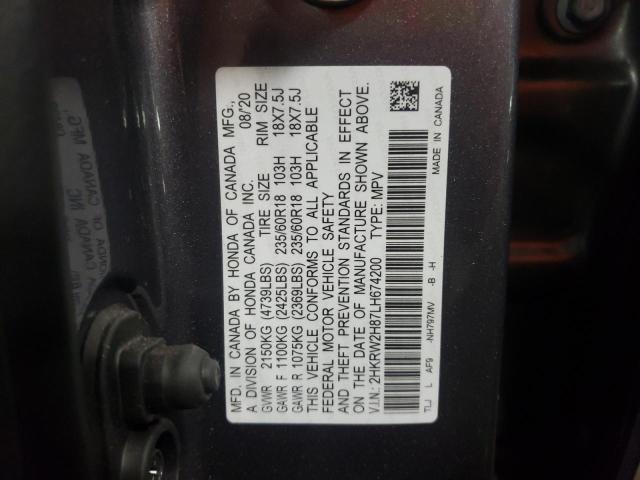 MFD. IN CANADA BY HONDA OF CANADA MFG.,
A DIVISION OF HONDA CANADA INC. 08/'20
TIRE SIZE RIM SIZE
GVWR 2150KG (4739LBS)
GAWR F 1100KG (2425LBS) 235/60R18 103H 18X7.5J
GAWR R 1075KG (2369LBS) 235/60R18 103H 18X7.5J
THIS VEHICLE CONFORMS TO ALL APPLICABLE
FEDERAL MOTOR VEHICLE SAFETY
AND THEFT PREVENTION STANDARDS IN EFFECT
ON THE DATE OF MANUFACTURE SHOWN ABOVE.
V.I.N.: 2HKRW2H87LH674200 TYPE: MPV
TLJ L AF9 -NH797MV -B -H MADE IN CANADA